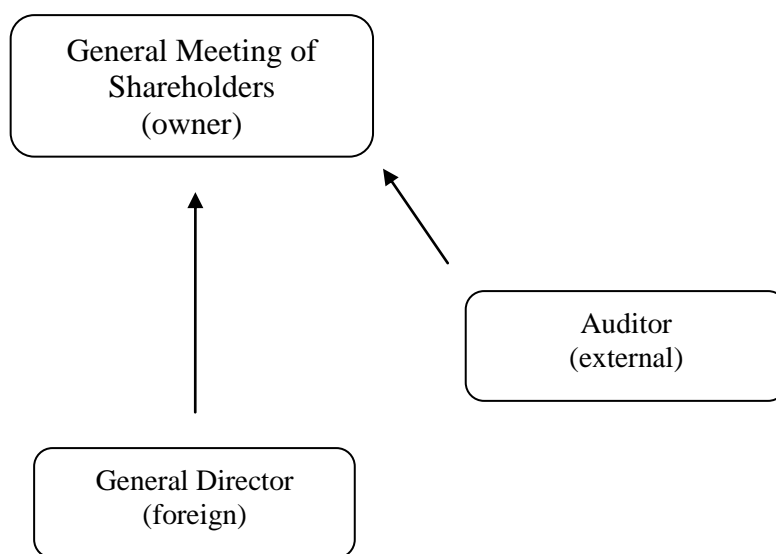 General Meeting of
Shareholders
(owner)
Auditor
(external)
General Director
(foreign)